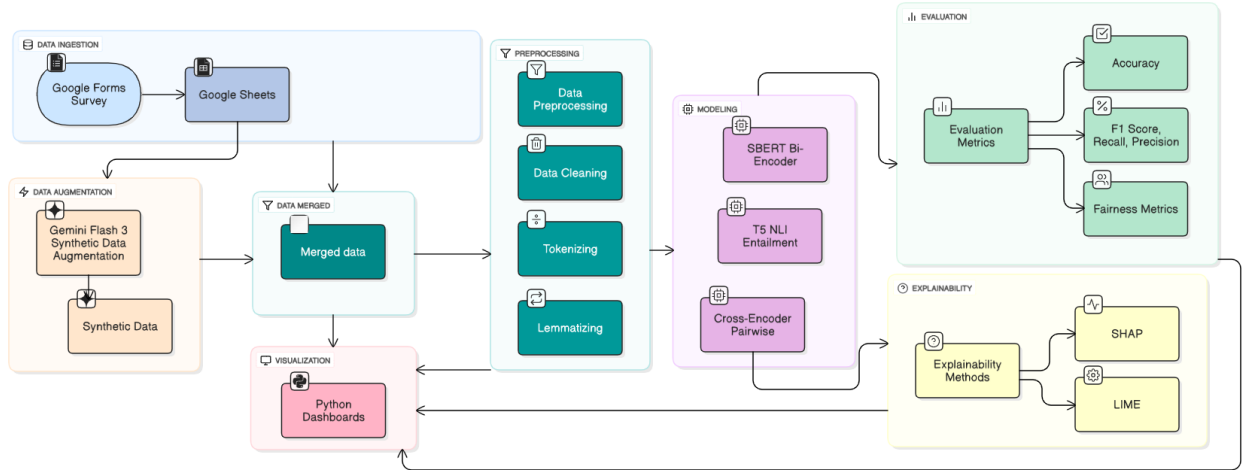 DATA INGESTION
Google Forms
Survey
Google Sheets
DATA AUGMENTATION
Gemini Flash 3
Synthetic Data
Augmentation
Synthetic Data
DATA MERGED
Merged data
VISUALIZATION
Python
Dashboards
PREPROCESSING
Data
Preprocessing
Data Cleaning
Tokenizing
Lemmatizing
MODELING
SBERT Bi-
Encoder
T5 NLI
Entailment
Cross-Encoder
Pairwise
EVALUATION
Evaluation
Metrics
Accuracy
F1 Score,
Recall, Precision
Fairness Metrics
EXPLAINABILITY
Explainability
Methods
SHAP
LIME